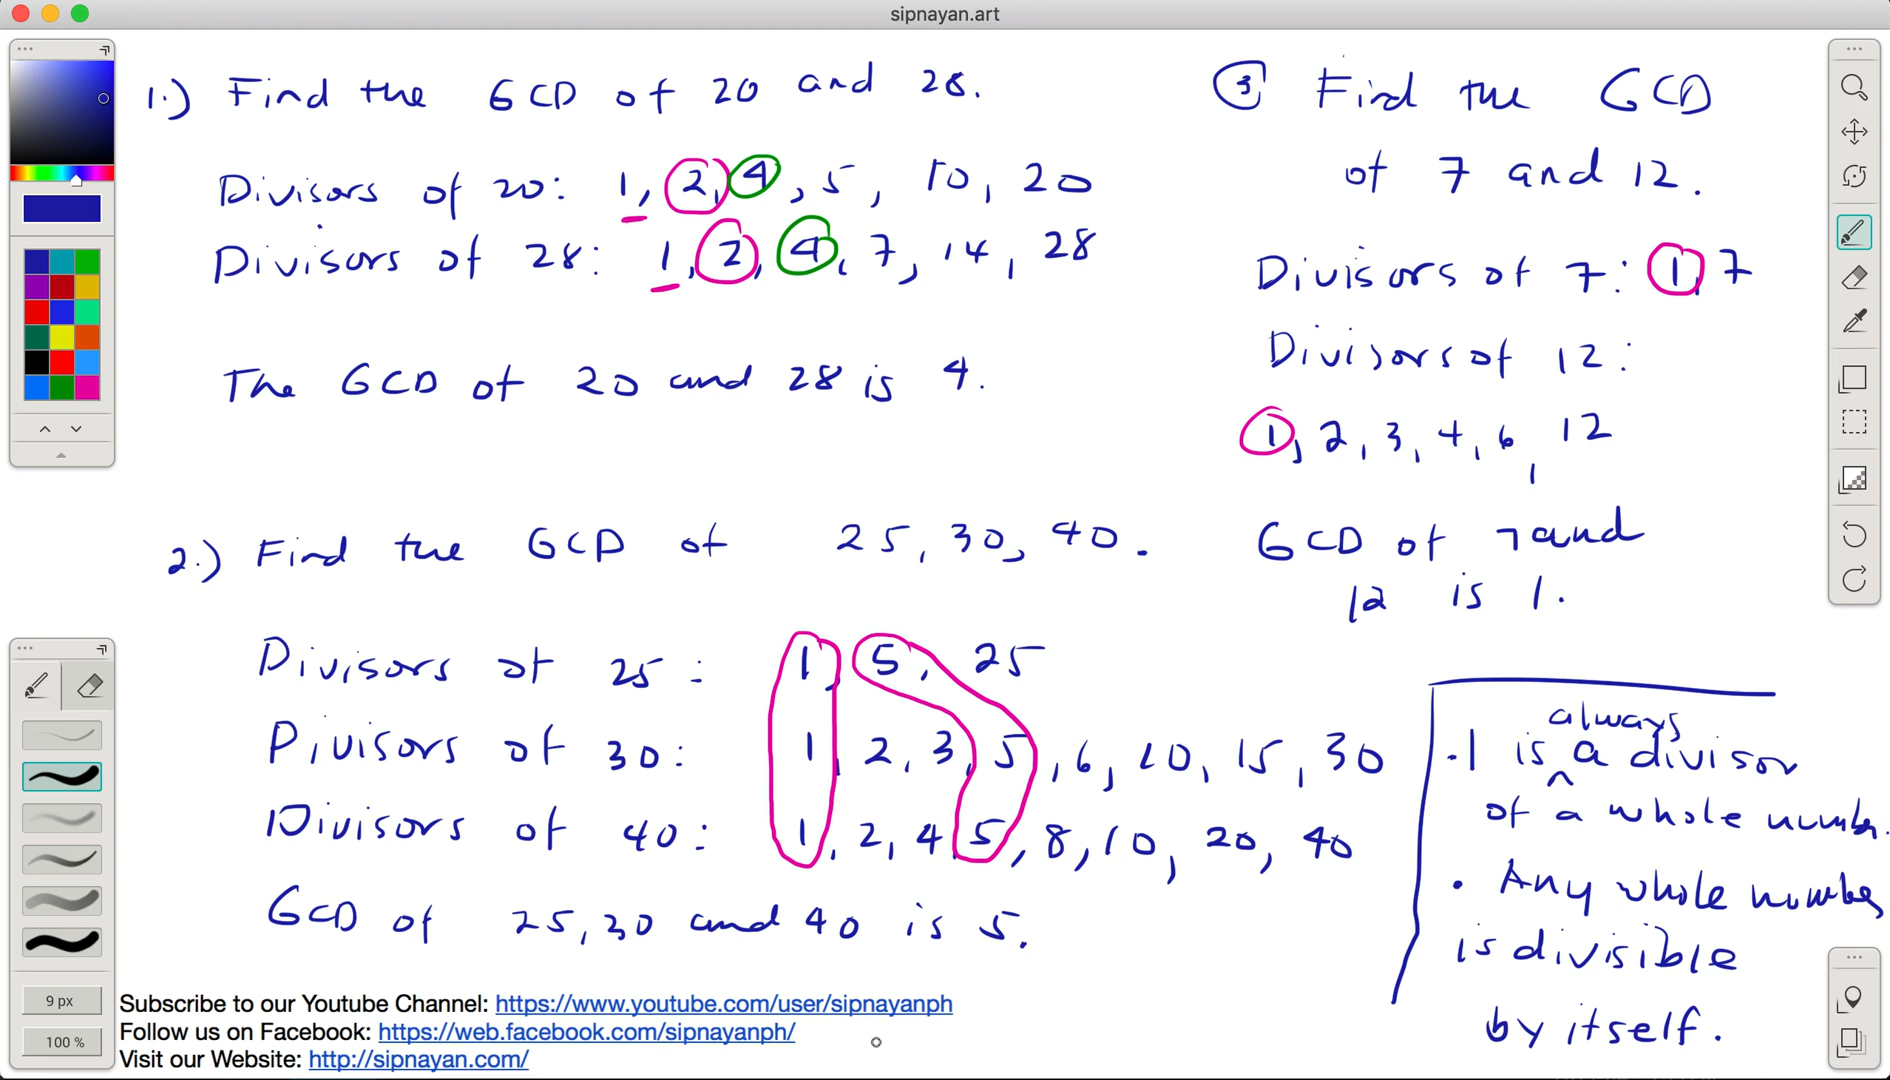 sipnayan.art
1.) Find the GCD of 20 and 28.
Divisors of 20: 1, 2, 4, 5, 10, 20
Divisors of 28: 1, 2, 4, 7, 14, 28
The GCD of 20 and 28 is 4.
2.) Find the GCD of 25, 30, 40.
Divisors of 25: 1, 5, 25
Divisors of 30: 1, 2, 3, 5, 6, 10, 15, 30
Divisors of 40: 1, 2, 4, 5, 8, 10, 20, 40
GCD of 25, 30 and 40 is 5.
3 Find the GCD
of 7 and 12.
Divisors of 7: 1, 7
Divisors of 12:
1, 2, 3, 4, 6, 12
GCD of 7 and
12 is 1.
always
. 1 is ^ a divisor
of a whole number.
. Any whole number
is divisible
by itself.
9 px
100 %
Subscribe to our Youtube Channel: https://www.youtube.com/user/sipnayanph
Follow us on Facebook: https://web.facebook.com/sipnayanph/
Visit our Website: http://sipnayan.com/